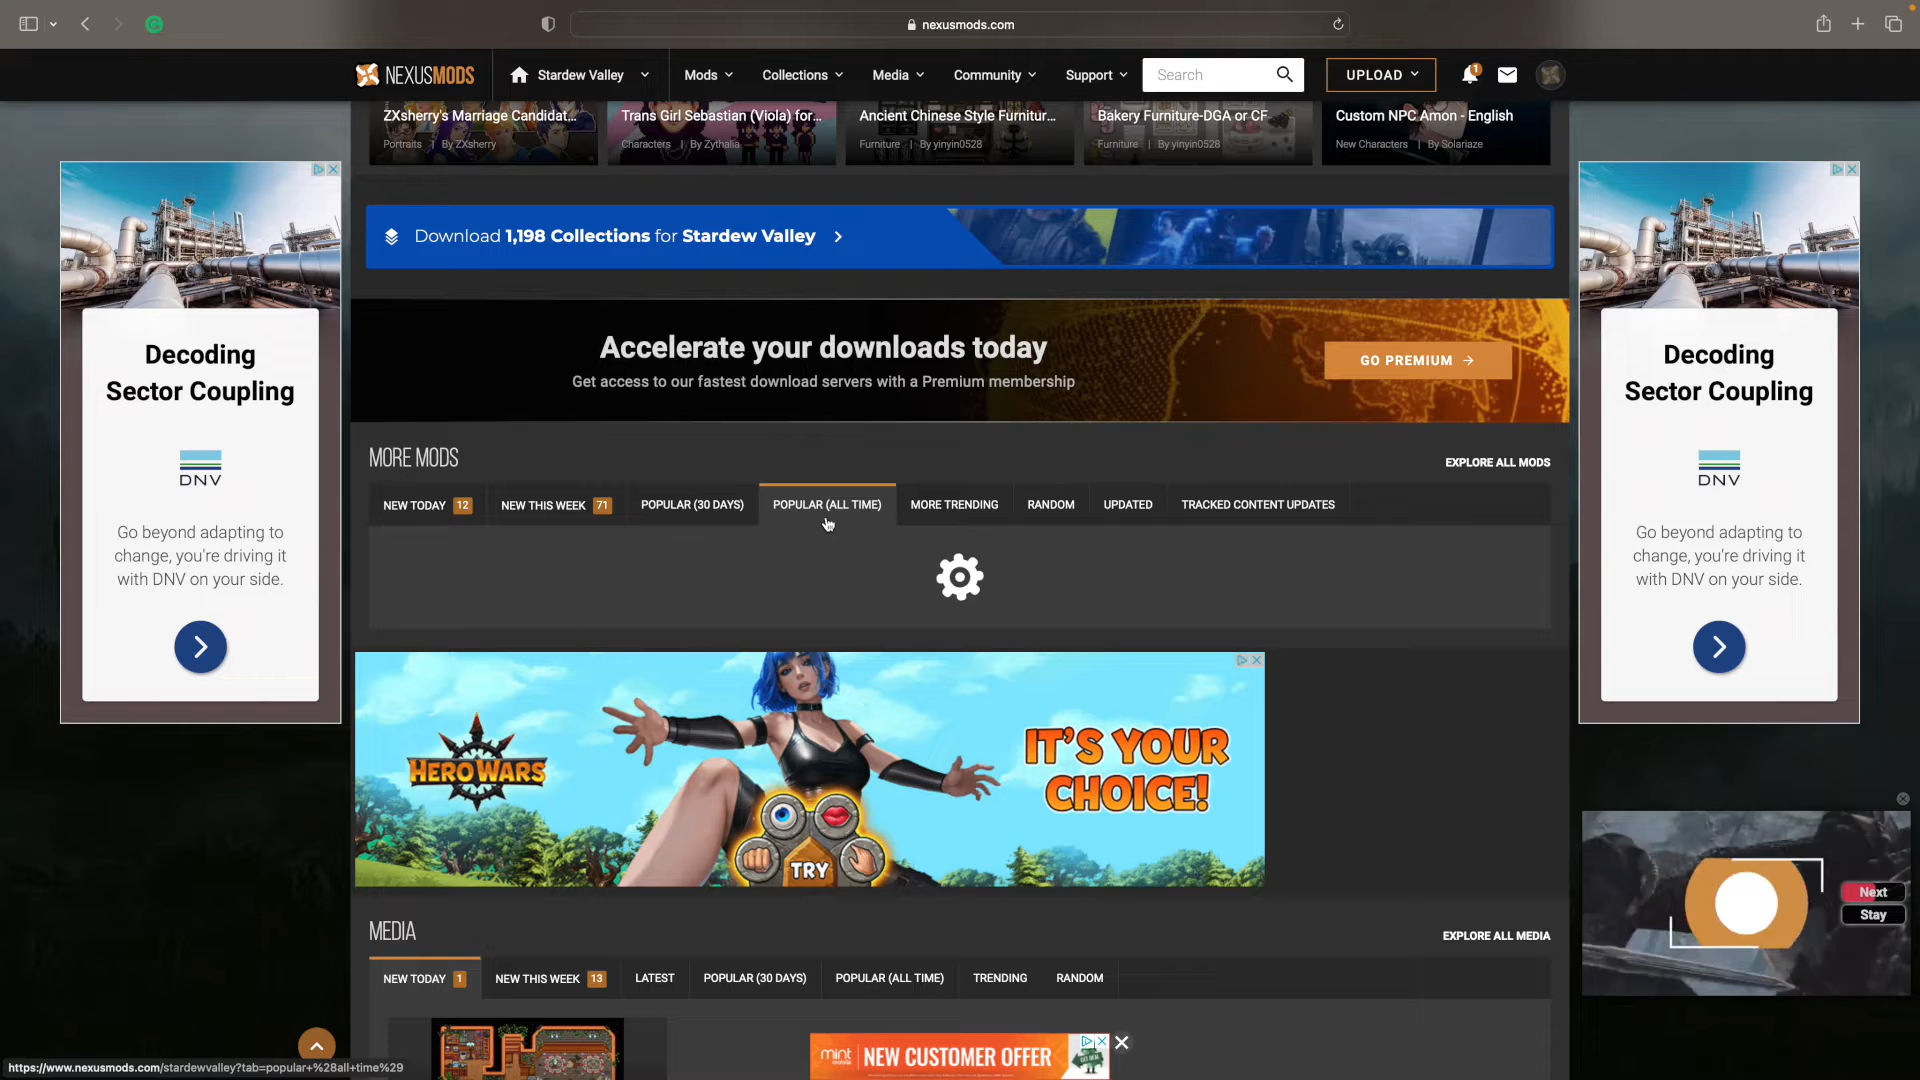 nexusmods.com
NEXUSMODS
Stardew Valley
Mods
Collections
Media
Community
Support
Search
UPLOAD
1
ZXsherry's Marriage Candidat...
Portraits | By ZXsherry
Trans Girl Sebastian (Viola) for...
Characters | By Zythalia
Ancient Chinese Style Furnitur...
Furniture | By yinyin0528
Bakery Furniture-DGA or CF
Furniture | By yinyin0528
Custom NPC Amon - English
New Characters | By Solariaze
Download 1,198 Collections for Stardew Valley
Accelerate your downloads today
Get access to our fastest download servers with a Premium membership
GO PREMIUM
Decoding
Sector Coupling
DNV
Go beyond adapting to
change, you're driving it
with DNV on your side.
Decoding
Sector Coupling
DNV
Go beyond adapting to
change, you're driving it
with DNV on your side.
MORE MODS
EXPLORE ALL MODS
NEW TODAY 12
NEW THIS WEEK 71
POPULAR (30 DAYS)
POPULAR (ALL TIME)
MORE TRENDING
RANDOM
UPDATED
TRACKED CONTENT UPDATES
HERO WARS
IT'S YOUR
CHOICE!
TRY
Next
Stay
MEDIA
EXPLORE ALL MEDIA
NEW TODAY 1
NEW THIS WEEK 13
LATEST
POPULAR (30 DAYS)
POPULAR (ALL TIME)
TRENDING
RANDOM
mint
mobile
NEW CUSTOMER OFFER
https://www.nexusmods.com/stardewvalley?tab=popular+%28all+time%29